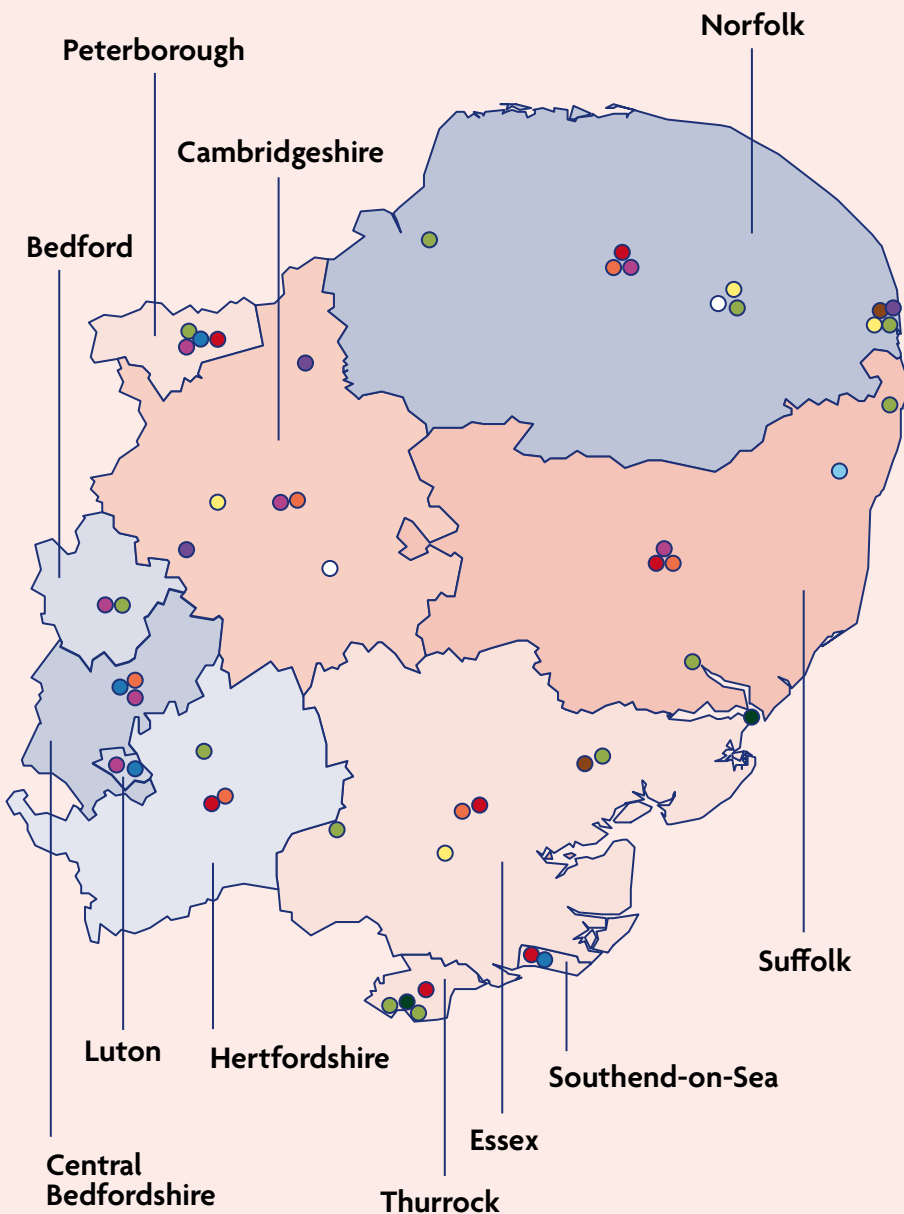 Norfolk
Peterborough
Cambridgeshire
Bedford
Suffolk
Luton
Hertfordshire
Southend-on-Sea
Essex
Central
Bedfordshire
Thurrock